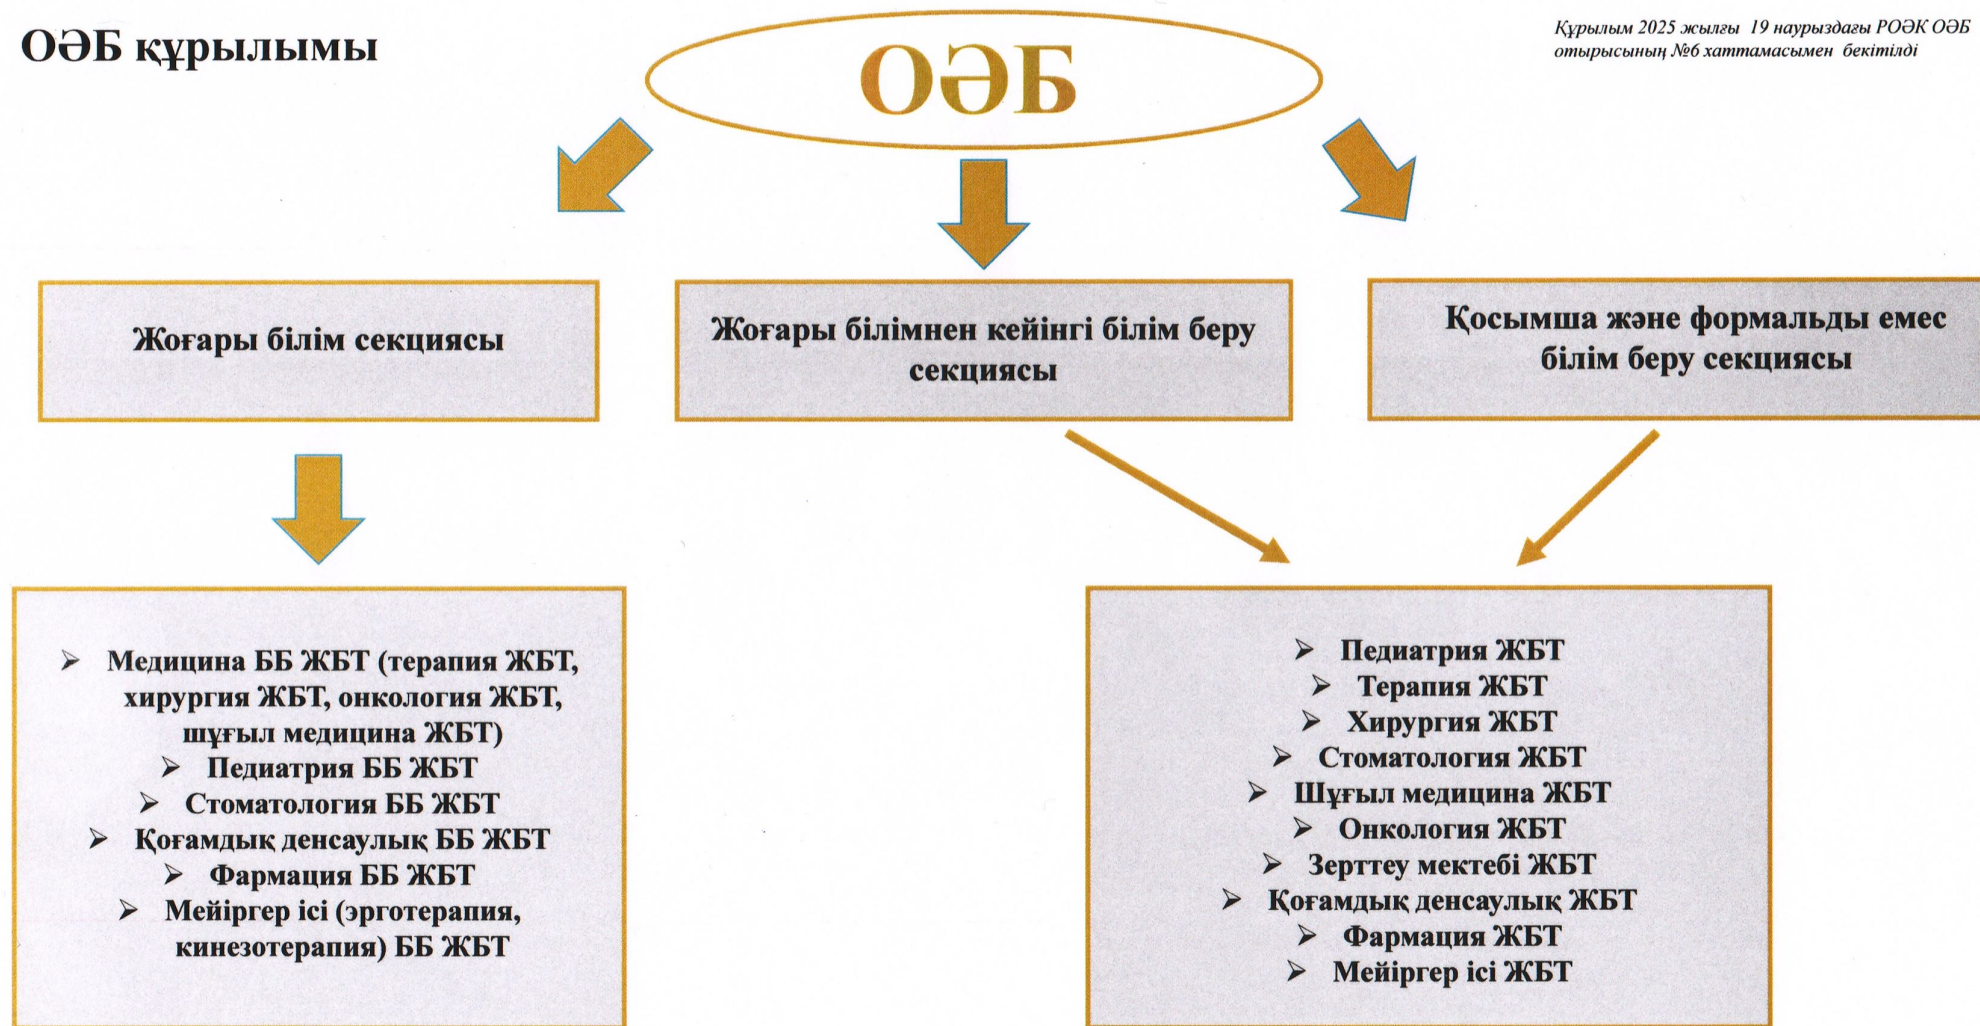 ОӘБ құрылымы
ОӘБ
Құрылым 2025 жылғы 19 наурыздағы РОӘК ОӘБ
отырысының №6 хаттамасымен бекітілді
Жоғары білім секциясы
Жоғары білімнен кейінгі білім беру
секциясы
Қосымша және формальды емес
білім беру секциясы
➢ Медицина ББ ЖБТ (терапия ЖБТ,
хирургия ЖБТ, онкология ЖБТ,
шұғыл медицина ЖБТ)
➢ Педиатрия ББ ЖБТ
➢ Стоматология ББ ЖБТ
➢ Қоғамдық денсаулық ББ ЖБТ
➢ Фармация ББ ЖБТ
➢ Мейіргер ісі (эрготерапия,
кинезотерапия) ББ ЖБТ
➢ Педиатрия ЖБТ
➢ Терапия ЖБТ
➢ Хирургия ЖБТ
➢ Стоматология ЖБТ
➢ Шұғыл медицина ЖБТ
➢ Онкология ЖБТ
➢ Зерттеу мектебі ЖБТ
➢ Қоғамдық денсаулық ЖБТ
➢ Фармация ЖБТ
➢ Мейіргер ісі ЖБТ